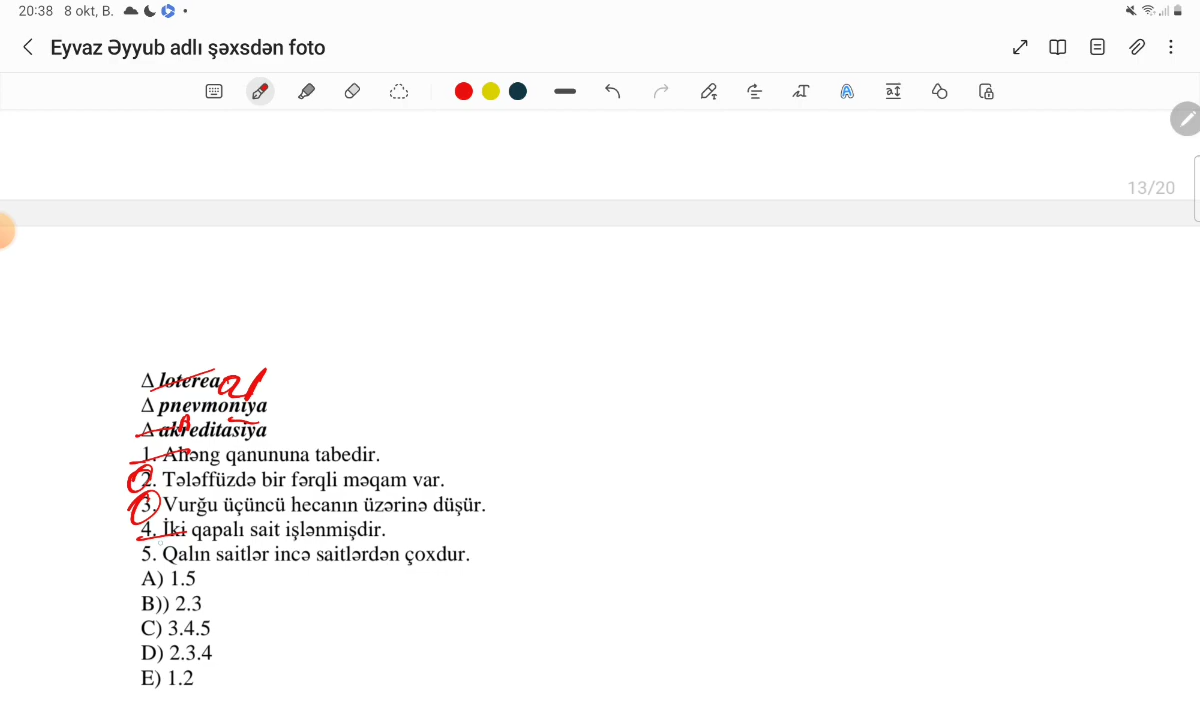 20:38 8 okt, B.
Eyvaz Əyyub adlı şəxsdən foto
13/20
Δ loterea
Δ pnevmoniya
Δ akreditasiya
1. Ahəng qanununa tabedir.
2. Tələffüzdə bir fərqli məqam var.
3. Vurğu üçüncü hecanın üzərinə düşür.
4. İki qapalı sait işlənmişdir.
5. Qalın saitlər incə saitlərdən çoxdur.
A) 1.5
B)) 2.3
C) 3.4.5
D) 2.3.4
E) 1.2